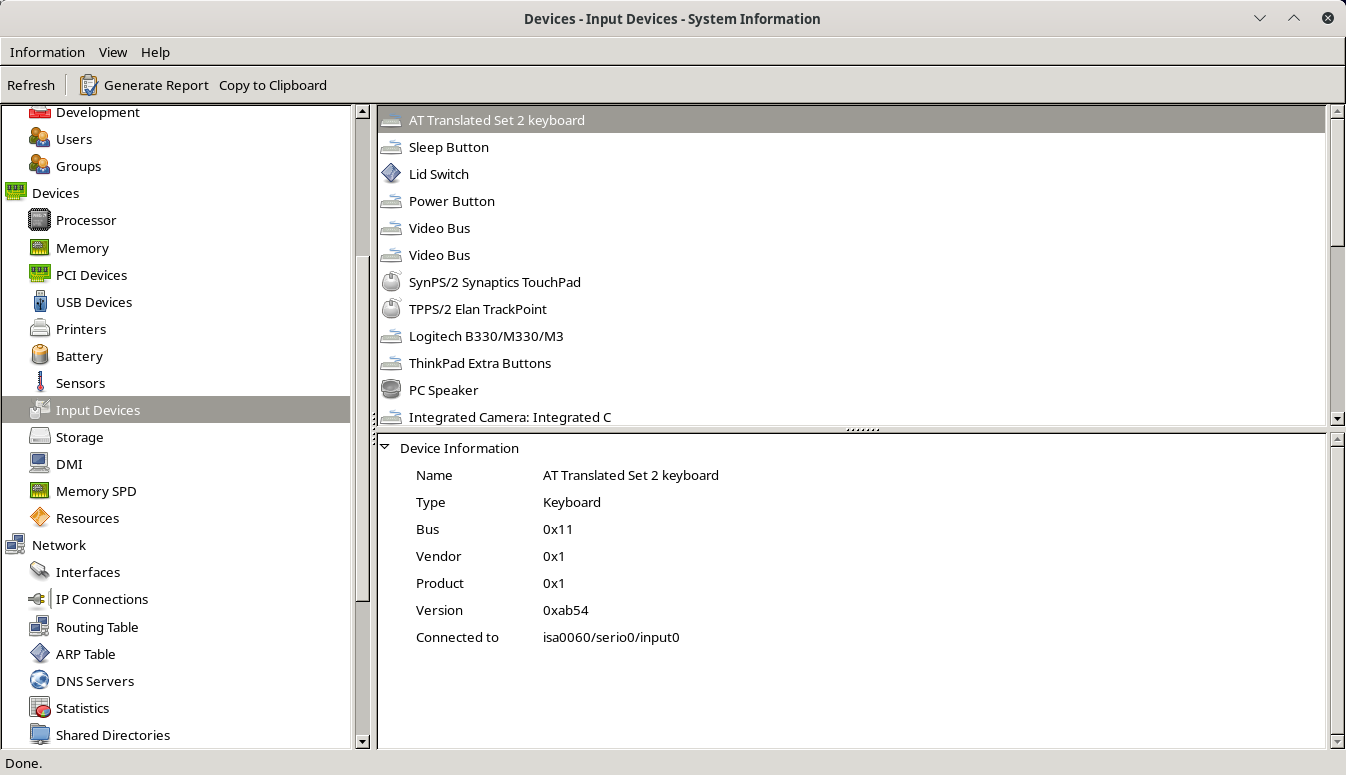 Devices - Input Devices - System Information
Information View Help
Refresh Generate Report Copy to Clipboard
Development
Users
Groups
Devices
Processor
Memory
PCI Devices
USB Devices
Printers
Battery
Sensors
Input Devices
Storage
DMI
Memory SPD
Resources
Network
Interfaces
IP Connections
Routing Table
ARP Table
DNS Servers
Statistics
Shared Directories
AT Translated Set 2 keyboard
Sleep Button
Lid Switch
Power Button
Video Bus
Video Bus
SynPS/2 Synaptics TouchPad
TPPS/2 Elan TrackPoint
Logitech B330/M330/M3
ThinkPad Extra Buttons
PC Speaker
Integrated Camera: Integrated C
Device Information
Name AT Translated Set 2 keyboard
Type Keyboard
Bus 0x11
Vendor 0x1
Product 0x1
Version 0xab54
Connected to isa0060/serio0/input0
Done.